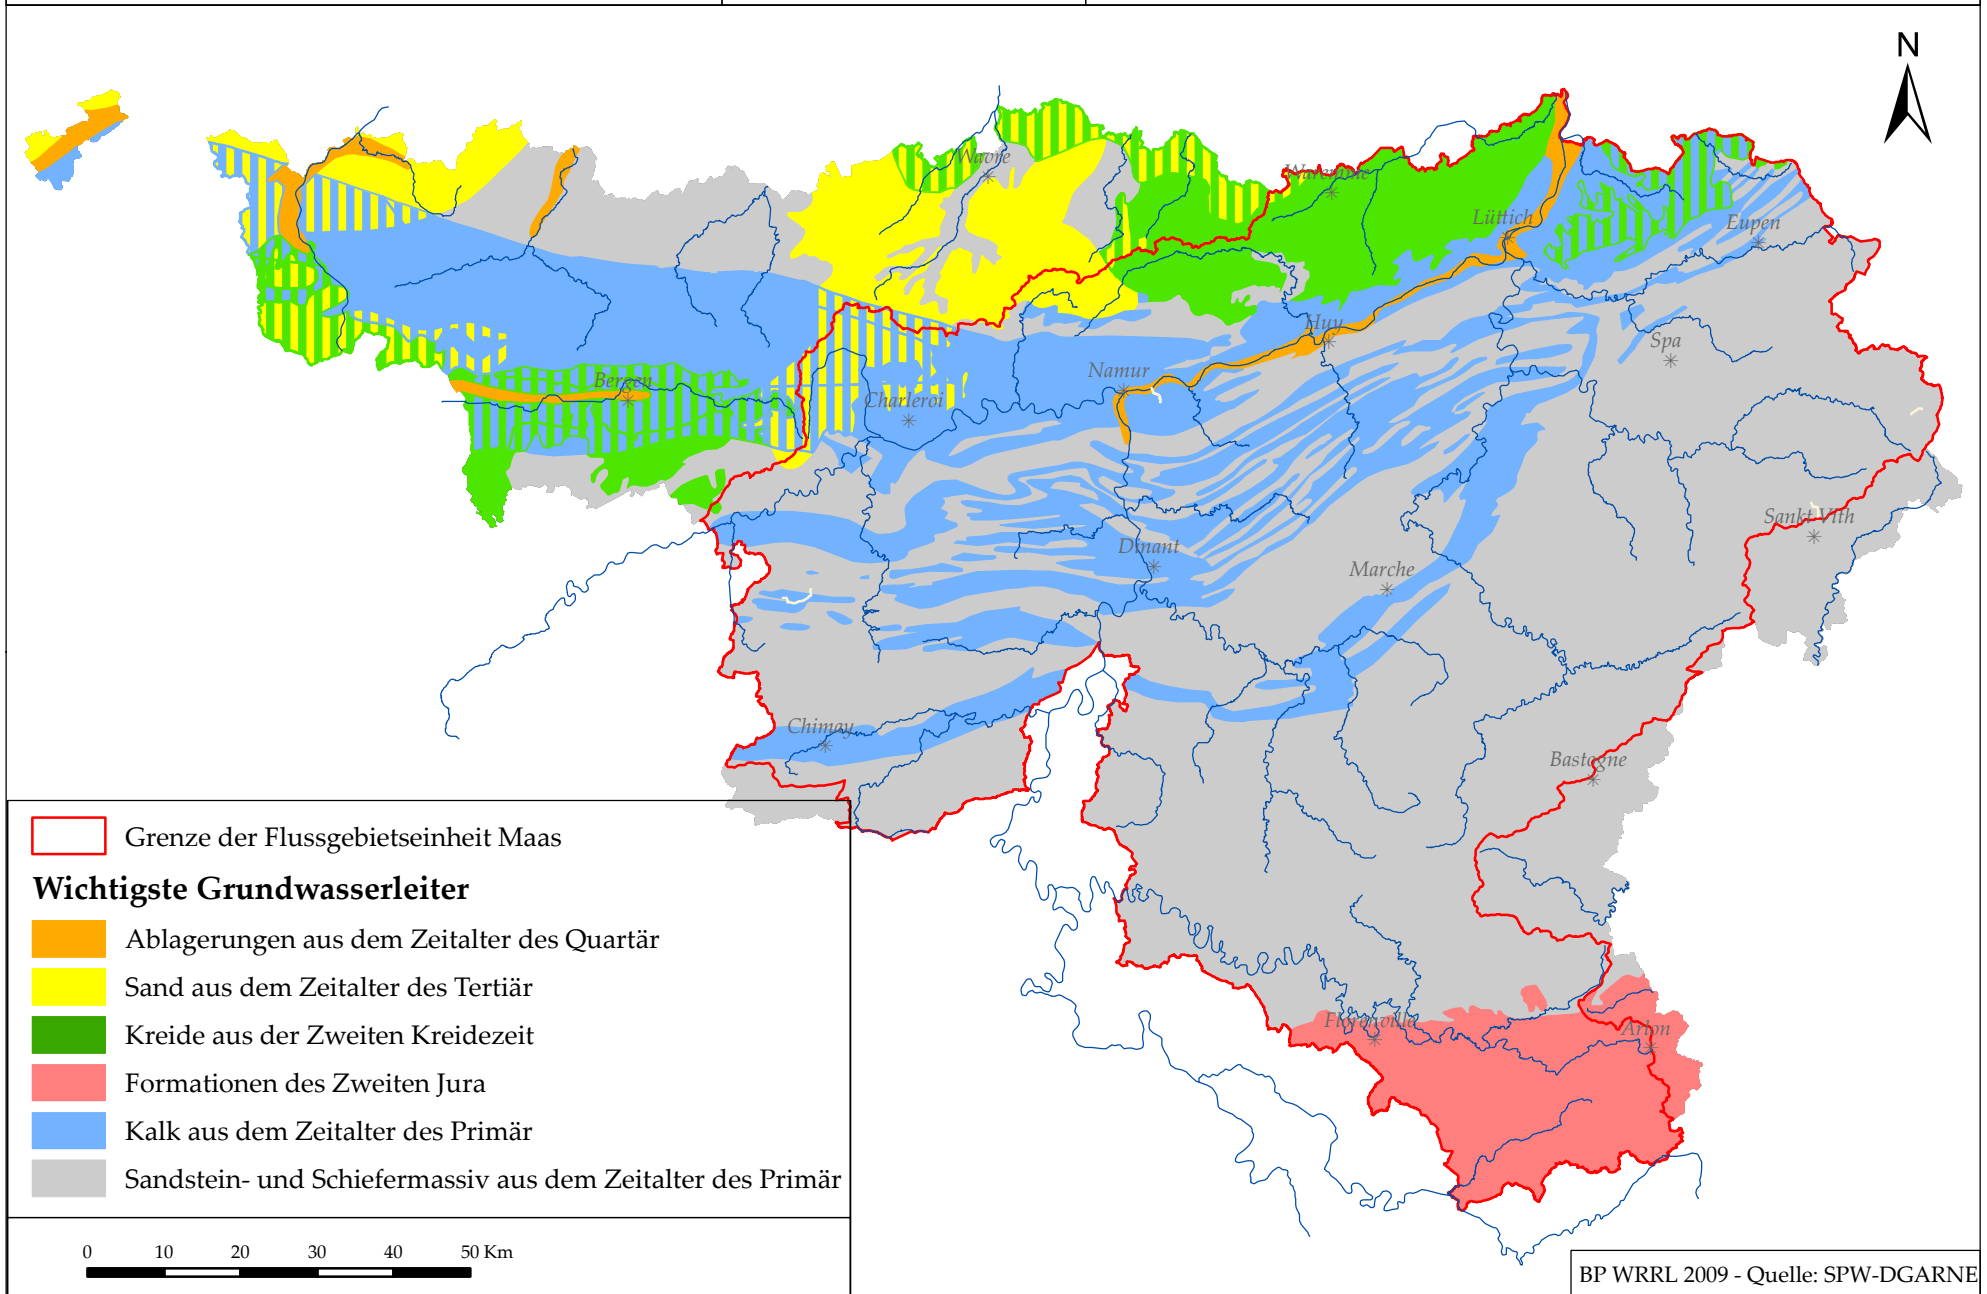 N
Wavre
Waremme
Lüttich
Eupen
Huy
Spa
Namur
Bergen
Charleroi
Sankt Vith
Dinant
Marche
Chimay
Bastogne
Florenville
Arlon
Grenze der Flussgebietseinheit Maas
Wichtigste Grundwasserleiter
Ablagerungen aus dem Zeitalter des Quartär
Sand aus dem Zeitalter des Tertiär
Kreide aus der Zweiten Kreidezeit
Formationen des Zweiten Jura
Kalk aus dem Zeitalter des Primär
Sandstein- und Schiefermassiv aus dem Zeitalter des Primär
0 10 20 30 40 50 Km
BP WRRL 2009 - Quelle: SPW-DGARNE